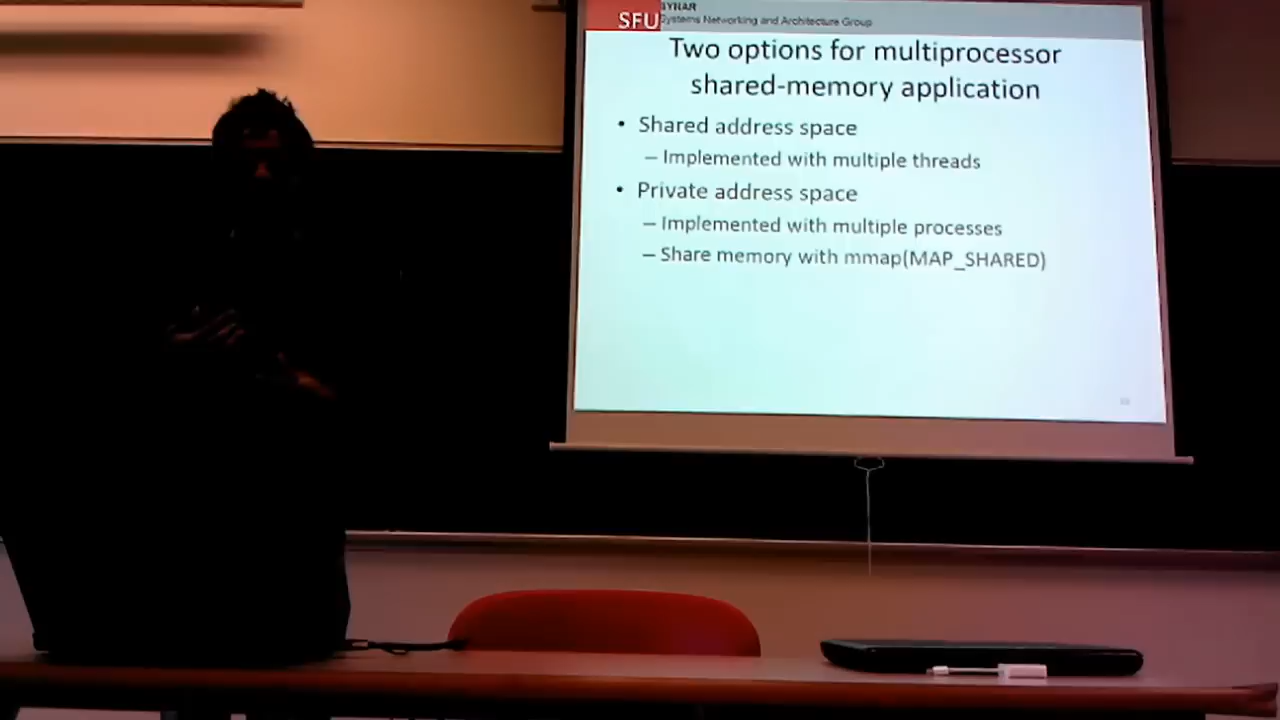 SYNAR
SFU
Systems Networking and Architecture Group
Two options for multiprocessor
shared-memory application
• Shared address space
– Implemented with multiple threads
• Private address space
– Implemented with multiple processes
– Share memory with mmap(MAP_SHARED)